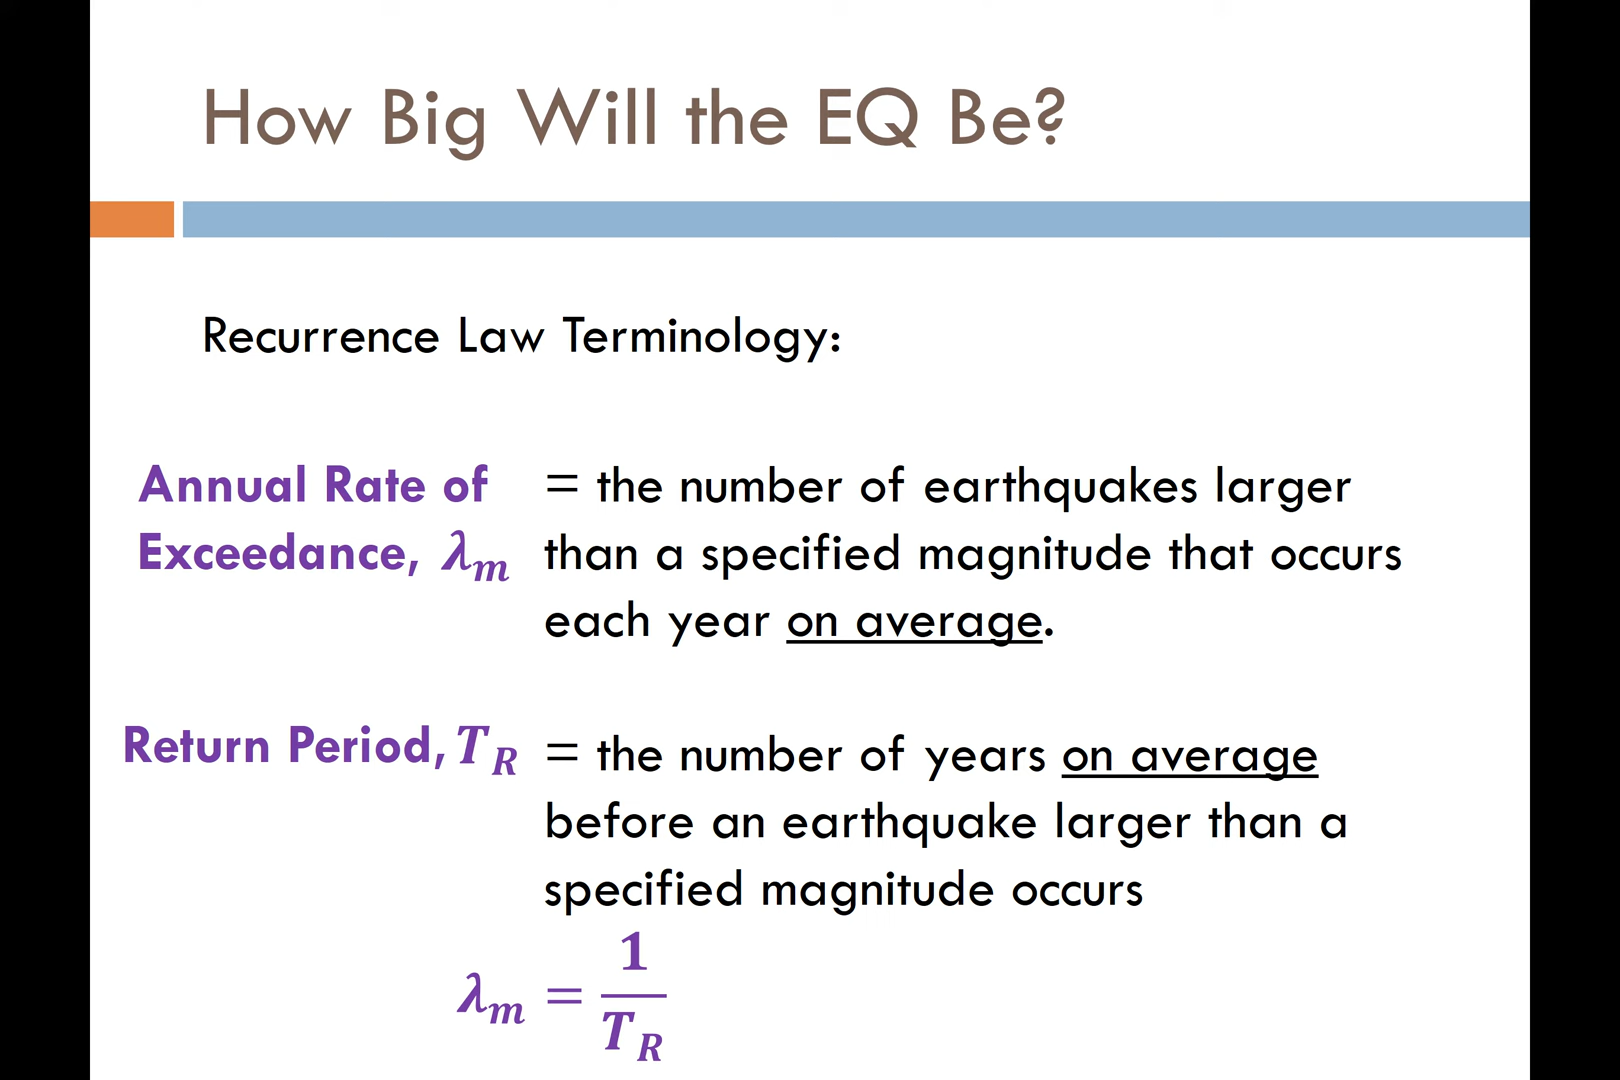 How Big Will the EQ Be?
Recurrence Law Terminology:
Annual Rate of
Exceedance, λₘ
= the number of earthquakes larger
than a specified magnitude that occurs
each year on average.
Return Period, T_R
= the number of years on average
before an earthquake larger than a
specified magnitude occurs
λₘ = 1/T_R